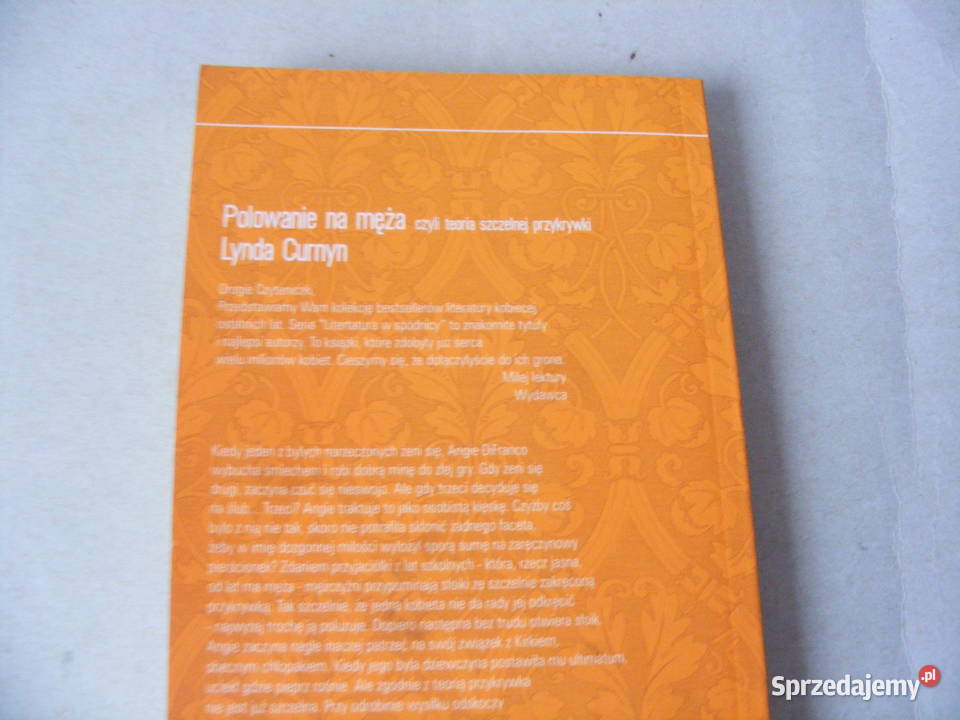 Polowanie na męża czyli teoria szczelnej przykrywki
Lynda Curnyn
Drogie Czytelniczki,
Przedstawiamy Wam kolekcję bestsellerów literatury kobiecej
ostatnich lat. Seria "Litertatura w spódnicy" to znakomite tytuły
i najlepsi autorzy. To książki, które zdobyły już serca
wielu milionów kobiet. Cieszymy się, że dołączyłyście do ich grona.
Miłej lektury
Wydawca
Kiedy jeden z byłych narzeczonych żeni się, Angie DiFranco
wybucha śmiechem i robi dobrą minę do złej gry. Gdy żeni się
drugi, zaczyna czuć się nieswojo. Ale gdy trzeci decyduje się
na ślub... Trzeci? Angie traktuje to jako osobistą klęskę. Czyżby coś
było z nią nie tak, skoro nie potrafiła skłonić żadnego faceta,
żeby w imię dozgonnej miłości wyłożył sporą sumę na zaręczynowy
pierścionek? Zdaniem przyjaciółki z lat szkolnych - która, rzecz jasna,
od lat ma męża - mężczyźni przypominają słoiki ze szczelnie zakręconą
przykrywką. Tak szczelnie, że jedna kobieta nie da rady jej odkręcić
- najwyżej trochę ją poluzuje. Dopiero następna bez trudu otwiera słoik.
Angie zaczyna nagle inaczej patrzeć na swój związek z Kirkiem,
obecnym chłopakiem. Kiedy jego była dziewczyna postawiła mu ultimatum,
uciekł gdzie pieprz rośnie. Ale zgodnie z teorią przykrywka
nie jest już szczelna. Przy odrobinie wysiłku odskoczy
Sprzedajemy.pl